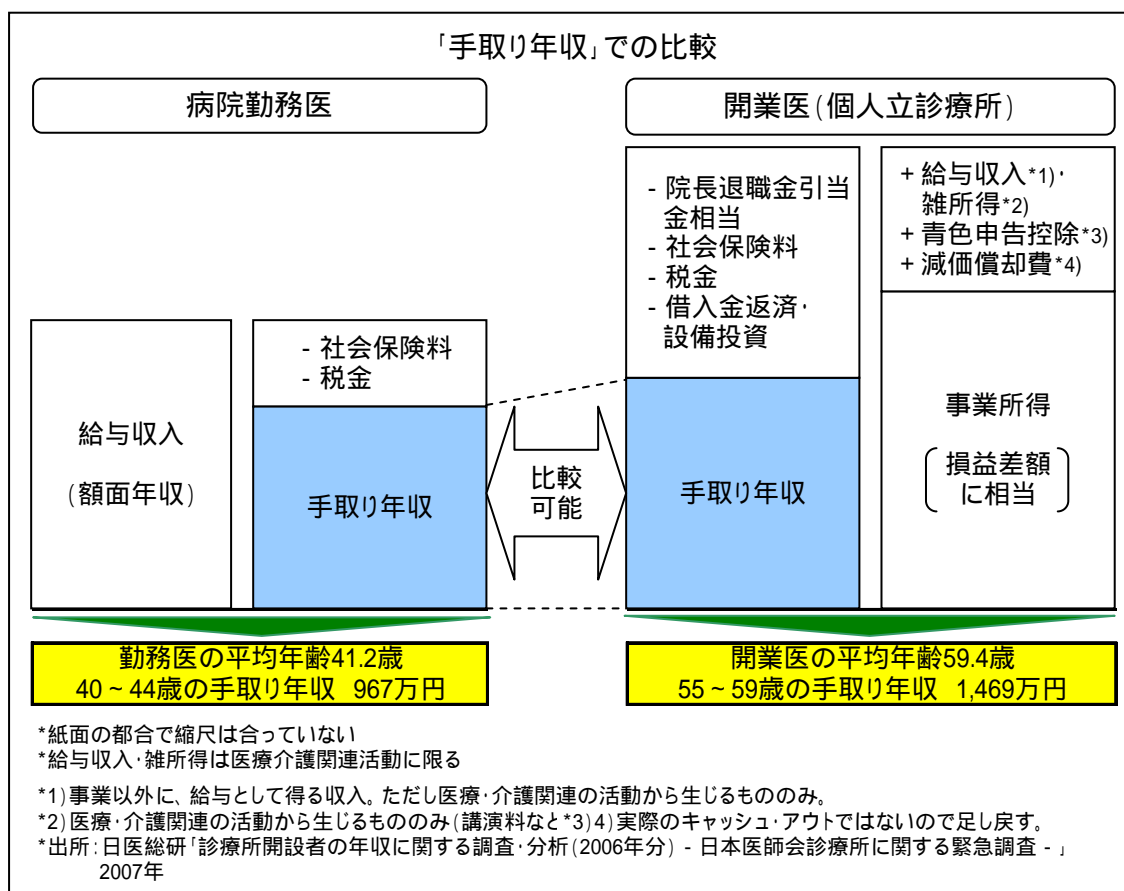 「手取り年収」での比較
病院勤務医
開業医(個人立診療所)
給与収入
(額面年収)
- 社会保険料
- 税金
手取り年収
比較
可能
- 院長退職金引当
金相当
- 社会保険料
- 税金
- 借入金返済・
設備投資
手取り年収
+ 給与収入*1)・
雑所得*2)
+ 青色申告控除*3)
+ 減価償却費*4)
事業所得
損益差額
に相当
勤務医の平均年齢41.2歳
40~44歳の手取り年収 967万円
開業医の平均年齢59.4歳
55~59歳の手取り年収 1,469万円
*紙面の都合で縮尺は合っていない
*給与収入・雑所得は医療介護関連活動に限る
*1)事業以外に、給与として得る収入。ただし医療・介護関連の活動から生じるもののみ。
*2)医療・介護関連の活動から生じるもののみ(講演料など*3)4)実際のキャッシュ・アウトではないので足し戻す。
*出所:日医総研「診療所開設者の年収に関する調査・分析(2006年分) - 日本医師会診療所に関する緊急調査 - 」
2007年